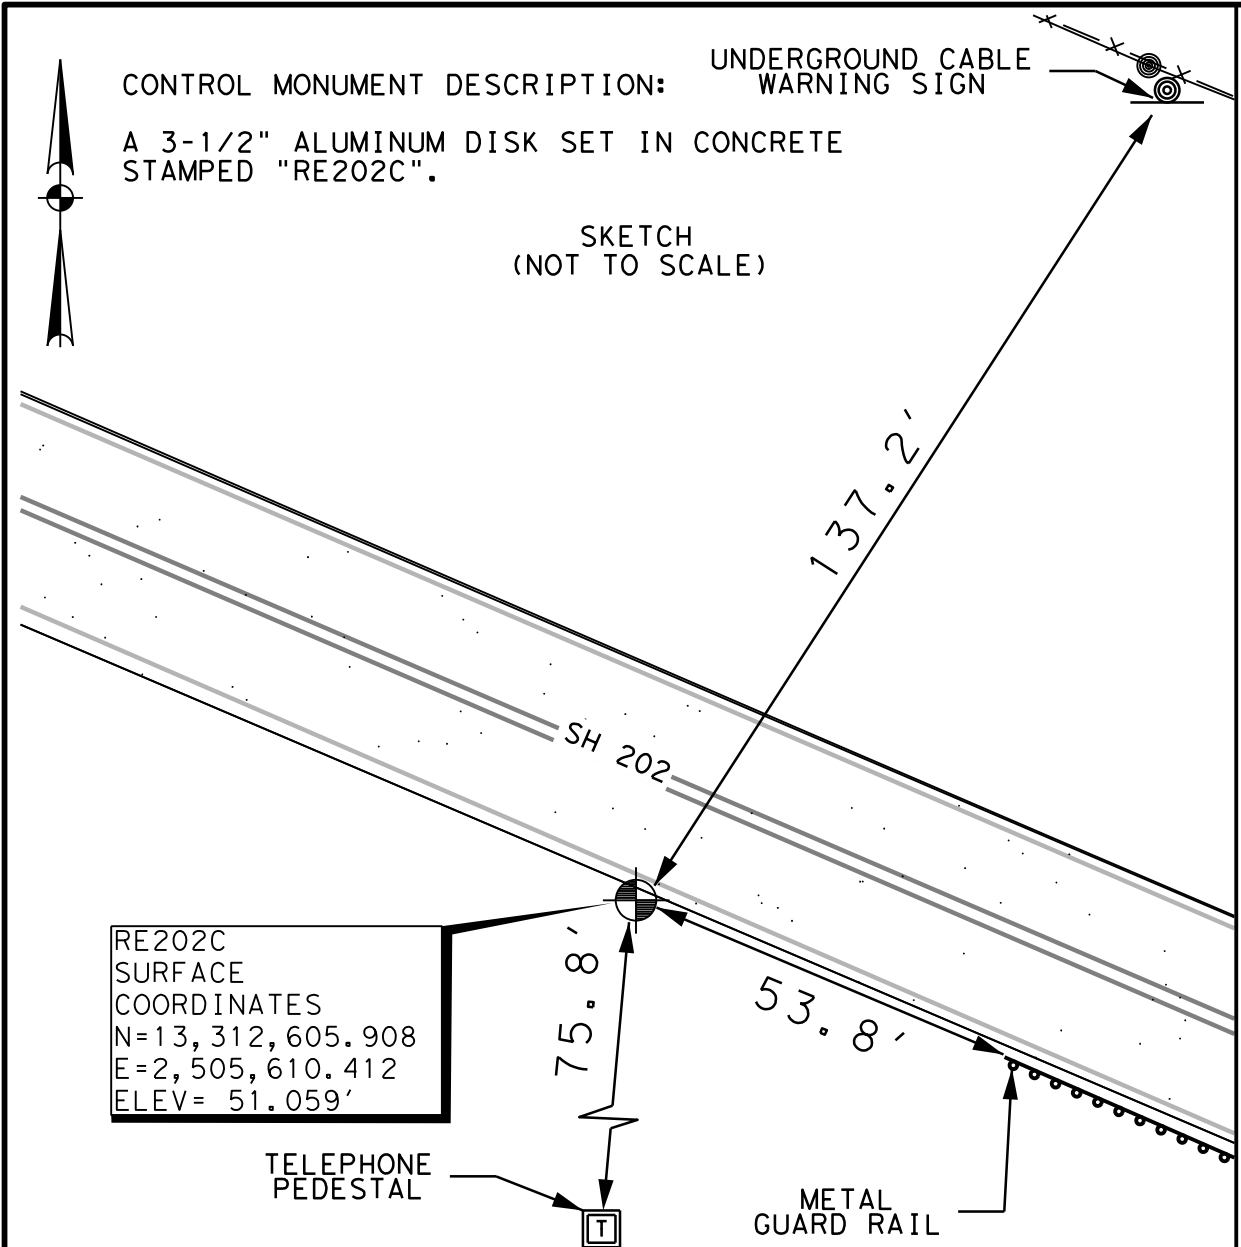 CONTROL MONUMENT DESCRIPTION:
A 3-1/2" ALUMINUM DISK SET IN CONCRETE
STAMPED "RE202C".
UNDERGROUND CABLE
WARNING SIGN
SKETCH
(NOT TO SCALE)
137.2'
SH 202
RE202C
SURFACE
COORDINATES
N=13,312,605.908
E=2,505,610.412
ELEV= 51.059'
75.8'
53.8'
TELEPHONE
PEDESTAL
T
METAL
GUARD RAIL